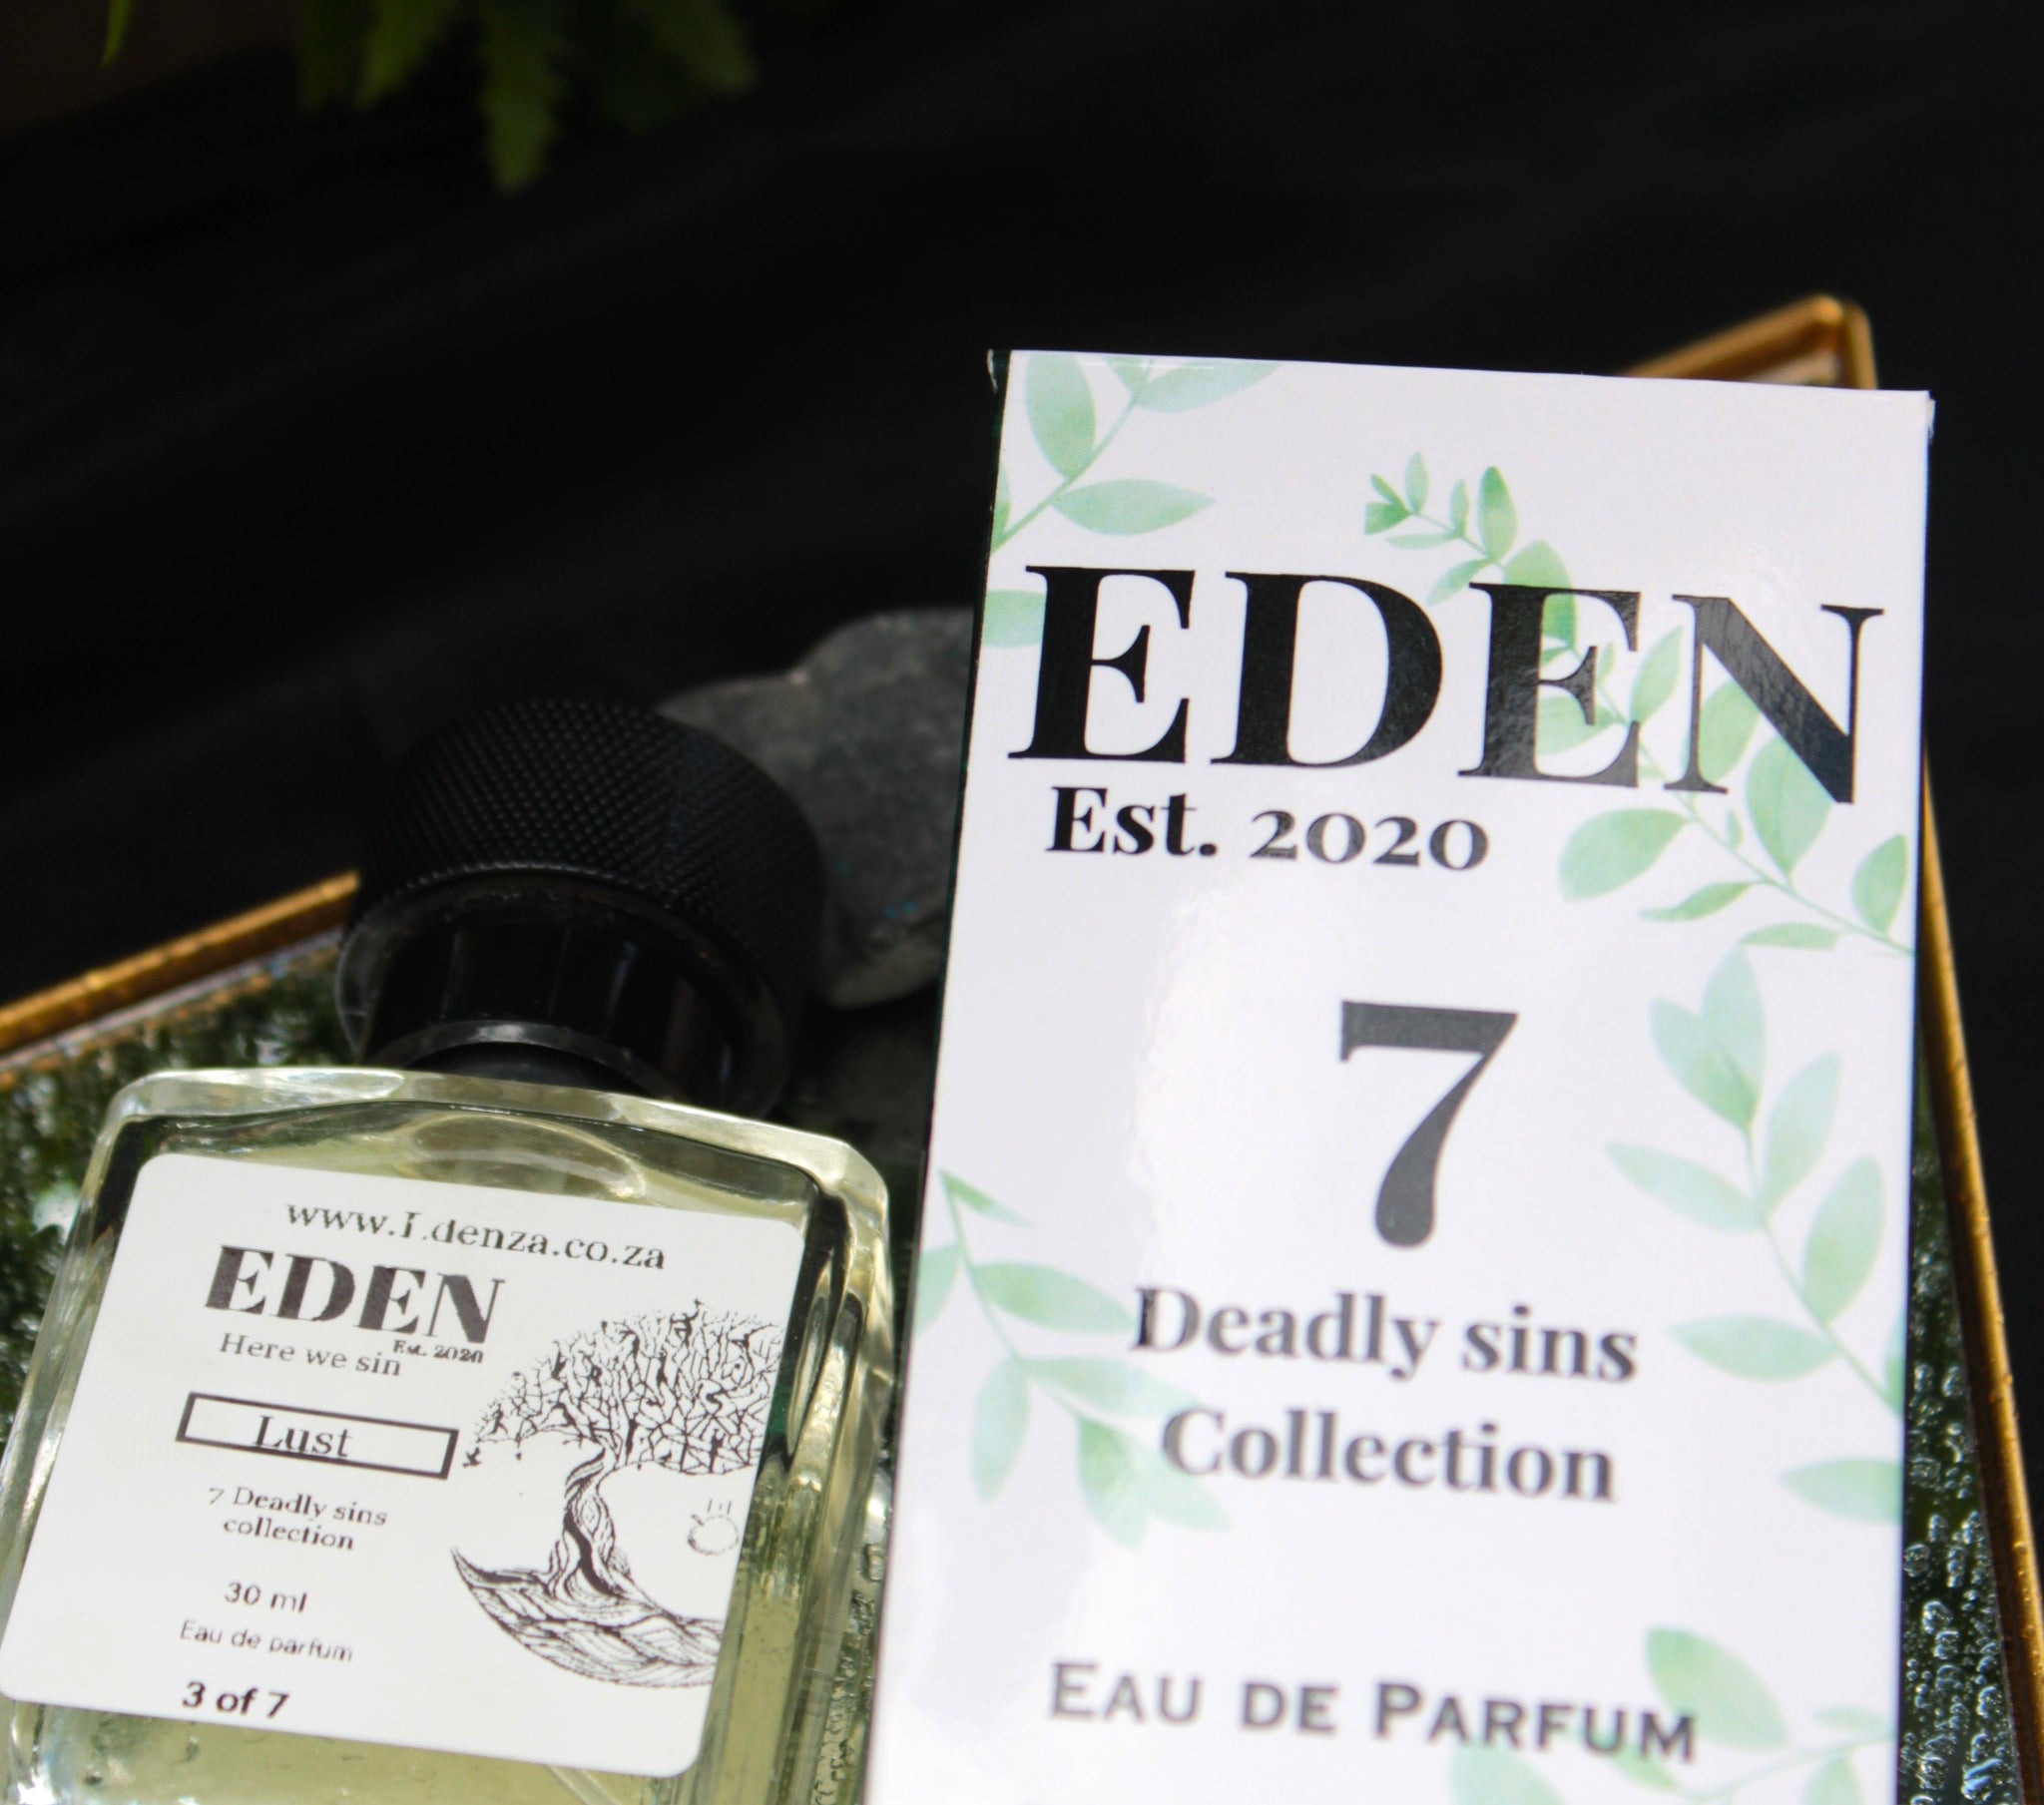 www.Edenza.co.za
EDEN
Est. 2020
Here we sin
Lust
7 Deadly sins
collection
30 ml
Eau de parfum
3 of 7
EDEN
Est. 2020
7
Deadly sins
Collection
EAU DE PARFUM